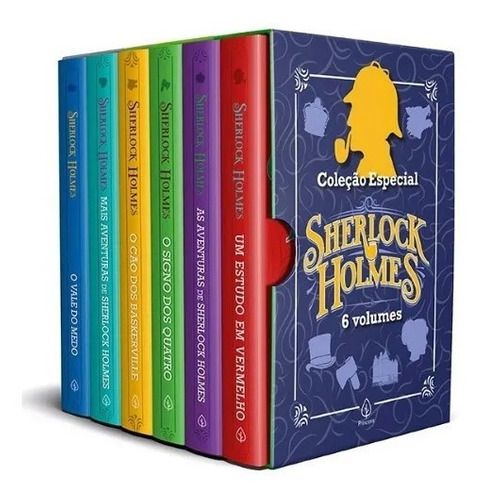 SHERLOCK HOLMES
O VALE DO MEDO
SHERLOCK HOLMES
MAIS AVENTURAS DE SHERLOCK HOLMES
SHERLOCK HOLMES
O CÃO DOS BASKERVILLE
SHERLOCK HOLMES
O SIGNO DOS QUATRO
SHERLOCK HOLMES
AS AVENTURAS DE SHERLOCK HOLMES
SHERLOCK HOLMES
UM ESTUDO EM VERMELHO
Coleção Especial
SHERLOCK
HOLMES
6 volumes
Principis